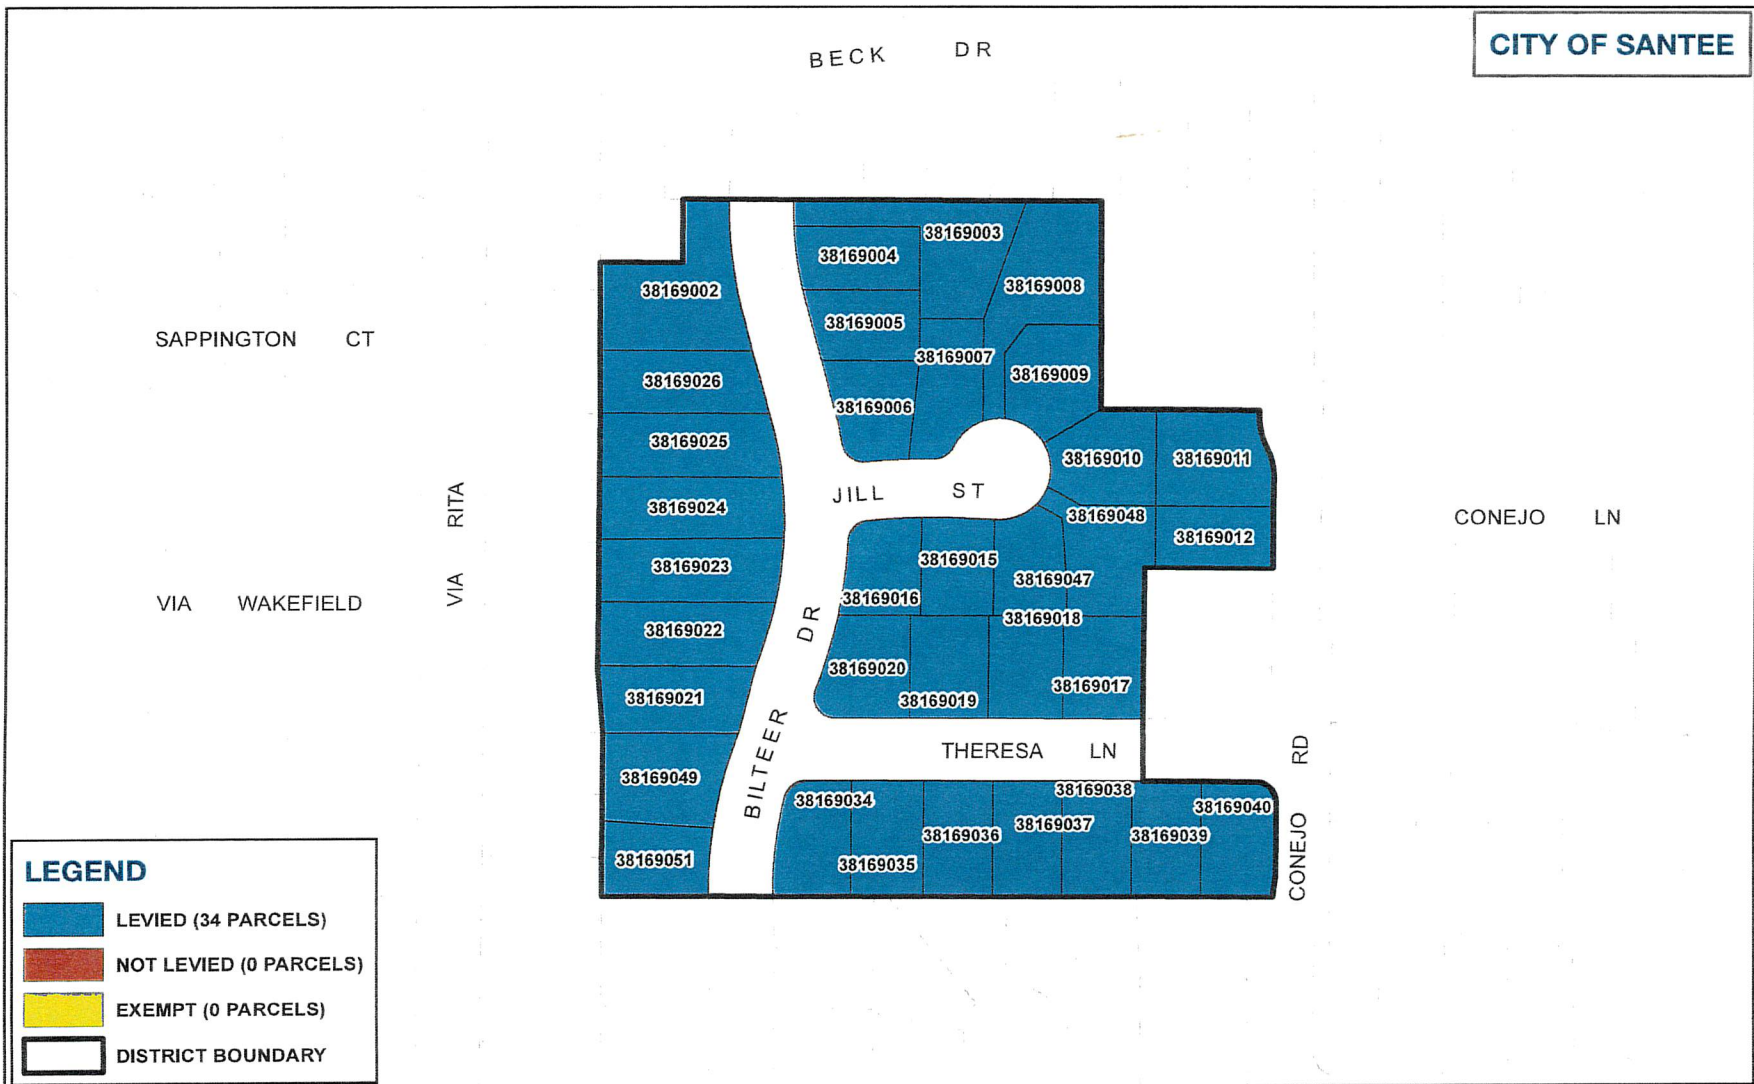 CITY OF SANTEE
BECK DR
38169003
38169004
38169008
38169002
38169005
SAPPINGTON CT
38169007
38169009
38169026
38169006
38169025
38169010
38169011
JILL ST
RITA
38169024
38169048
CONEJO LN
38169012
38169015
38169023
38169047
VIA
VIA WAKEFIELD
38169016
38169018
DR
38169022
38169020
38169017
38169021
38169019
THERESA LN
RD
BILTEER
38169049
38169038
38169034
38169040
38169037
38169036
38169039
CONEJO
38169051
38169035
LEGEND
LEVIED (34 PARCELS)
NOT LEVIED (0 PARCELS)
EXEMPT (0 PARCELS)
DISTRICT BOUNDARY